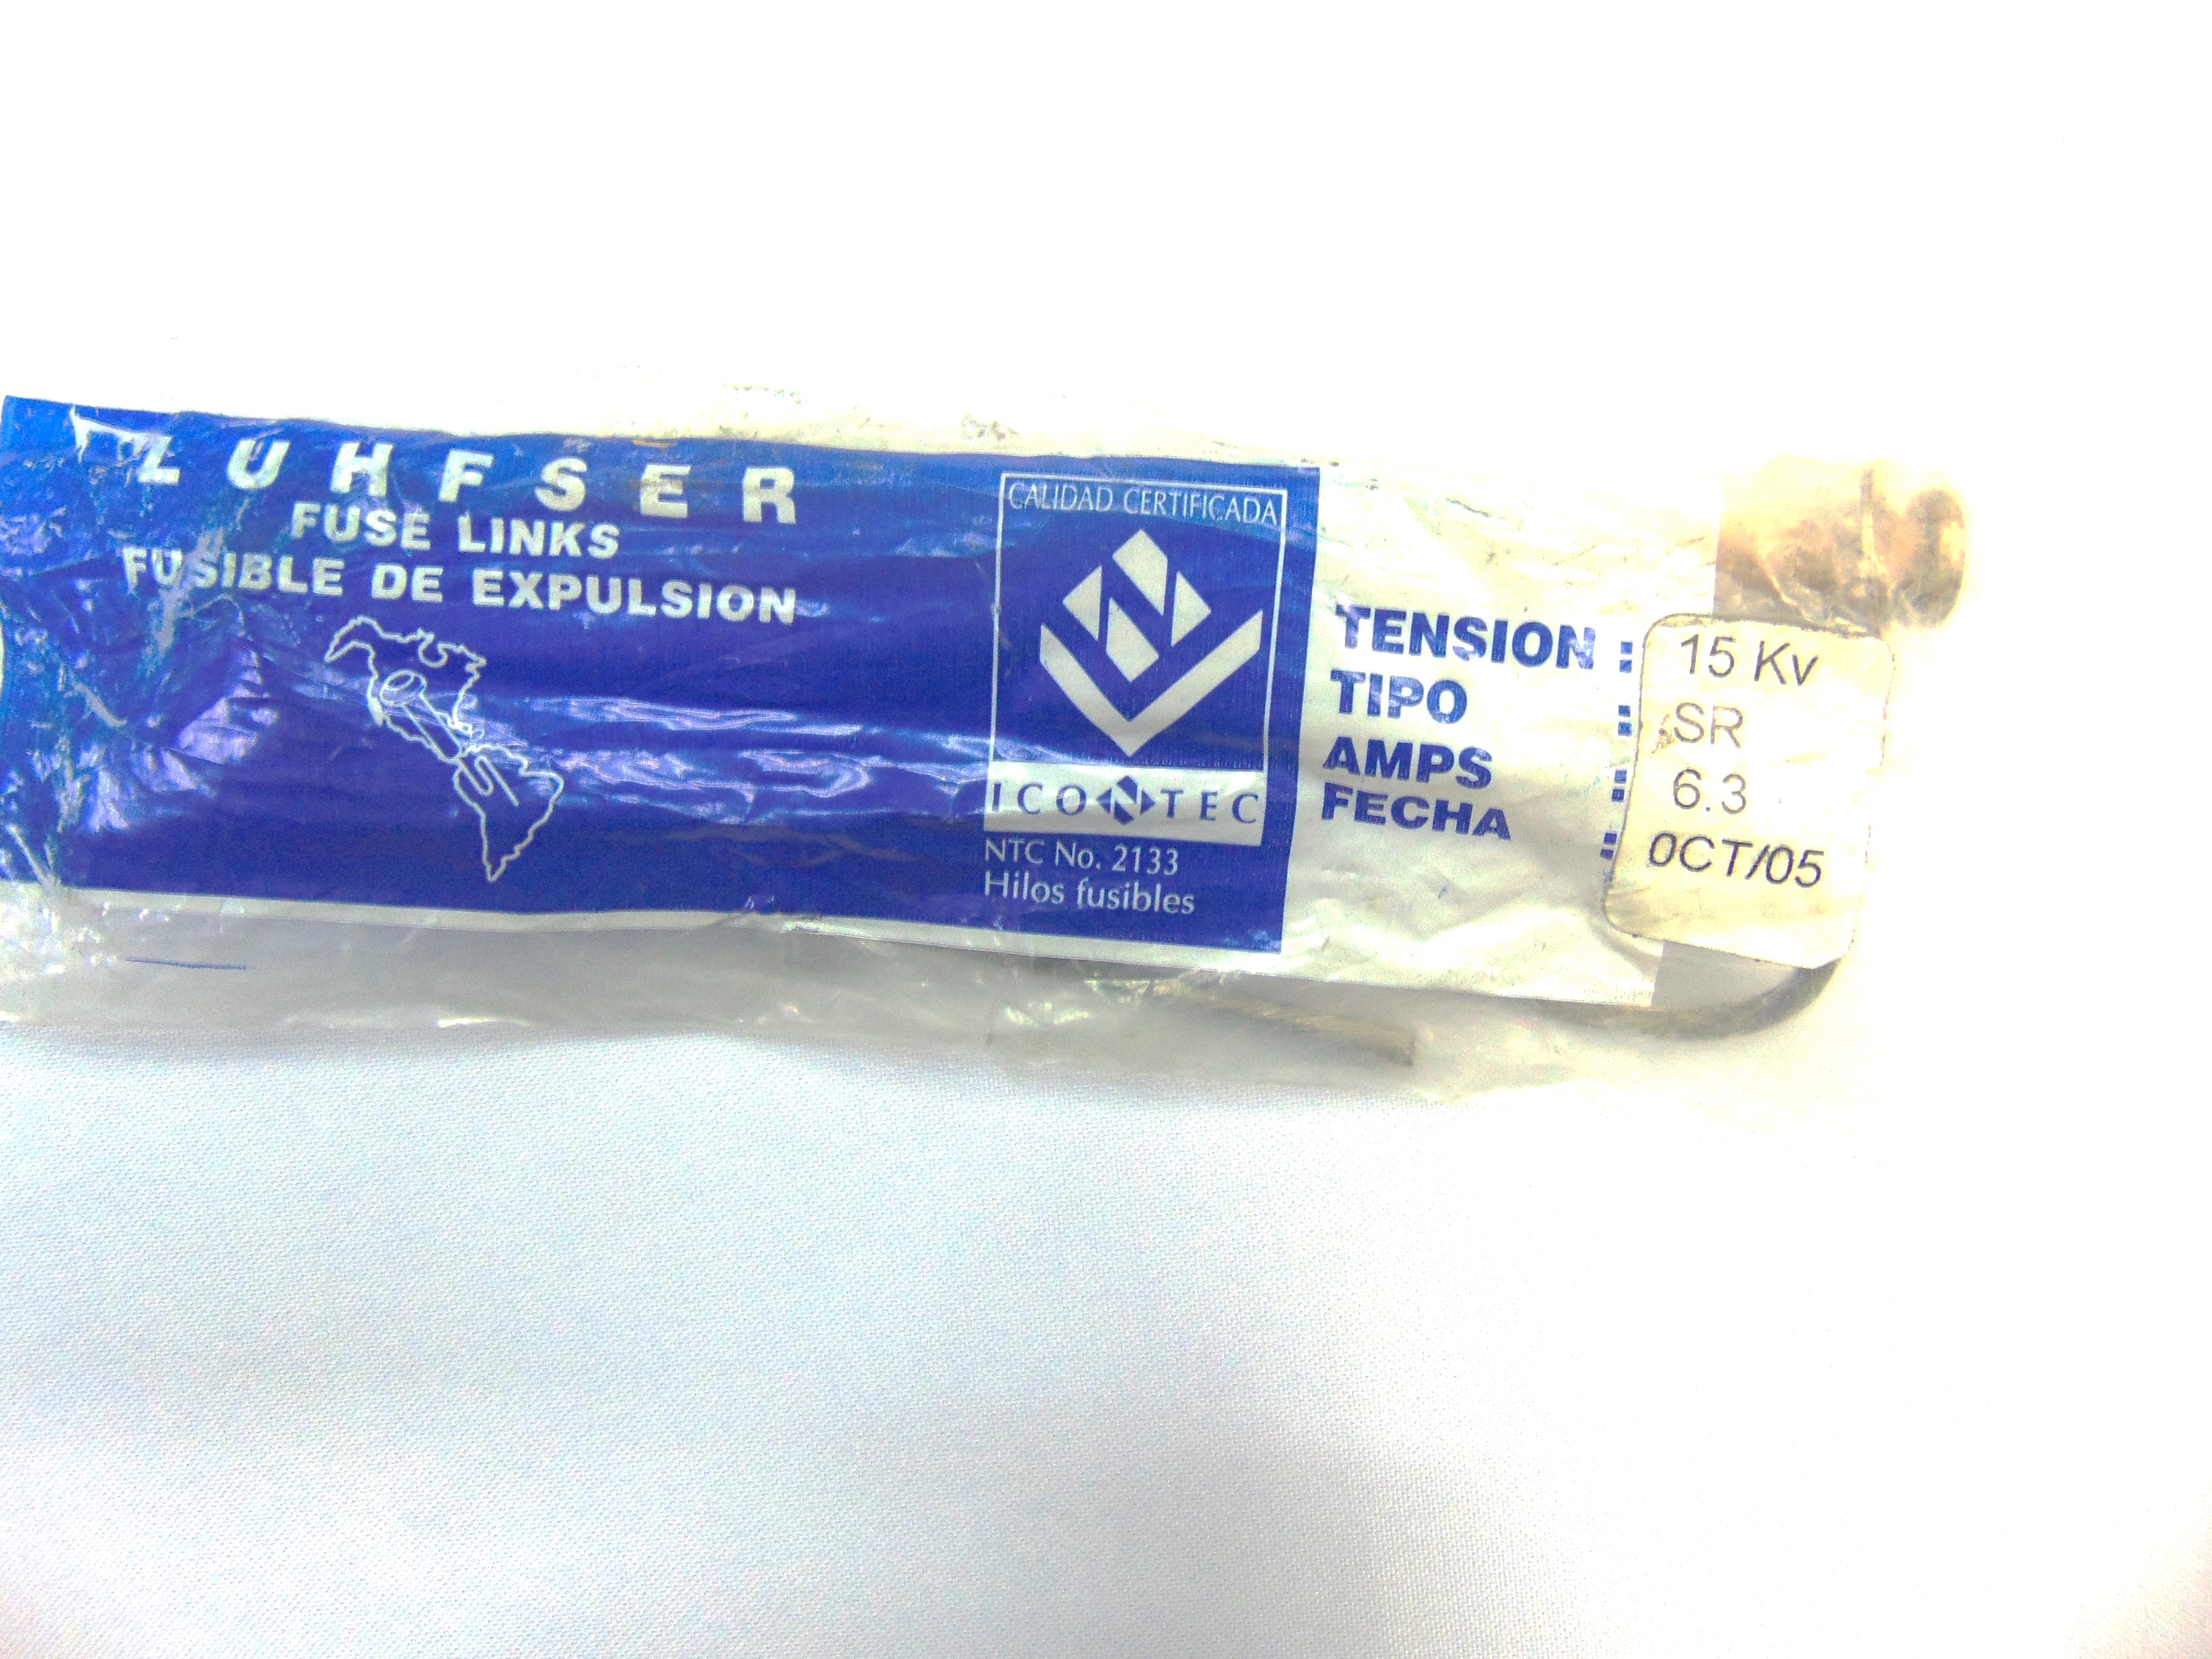 LUHFSER
FUSE LINKS
FUSIBLE DE EXPULSION
CALIDAD CERTIFICADA
ICONTEC
NTC No. 2133
Hilos fusibles
TENSION : 15 Kv
TIPO : SR
AMPS : 6.3
FECHA : OCT/05